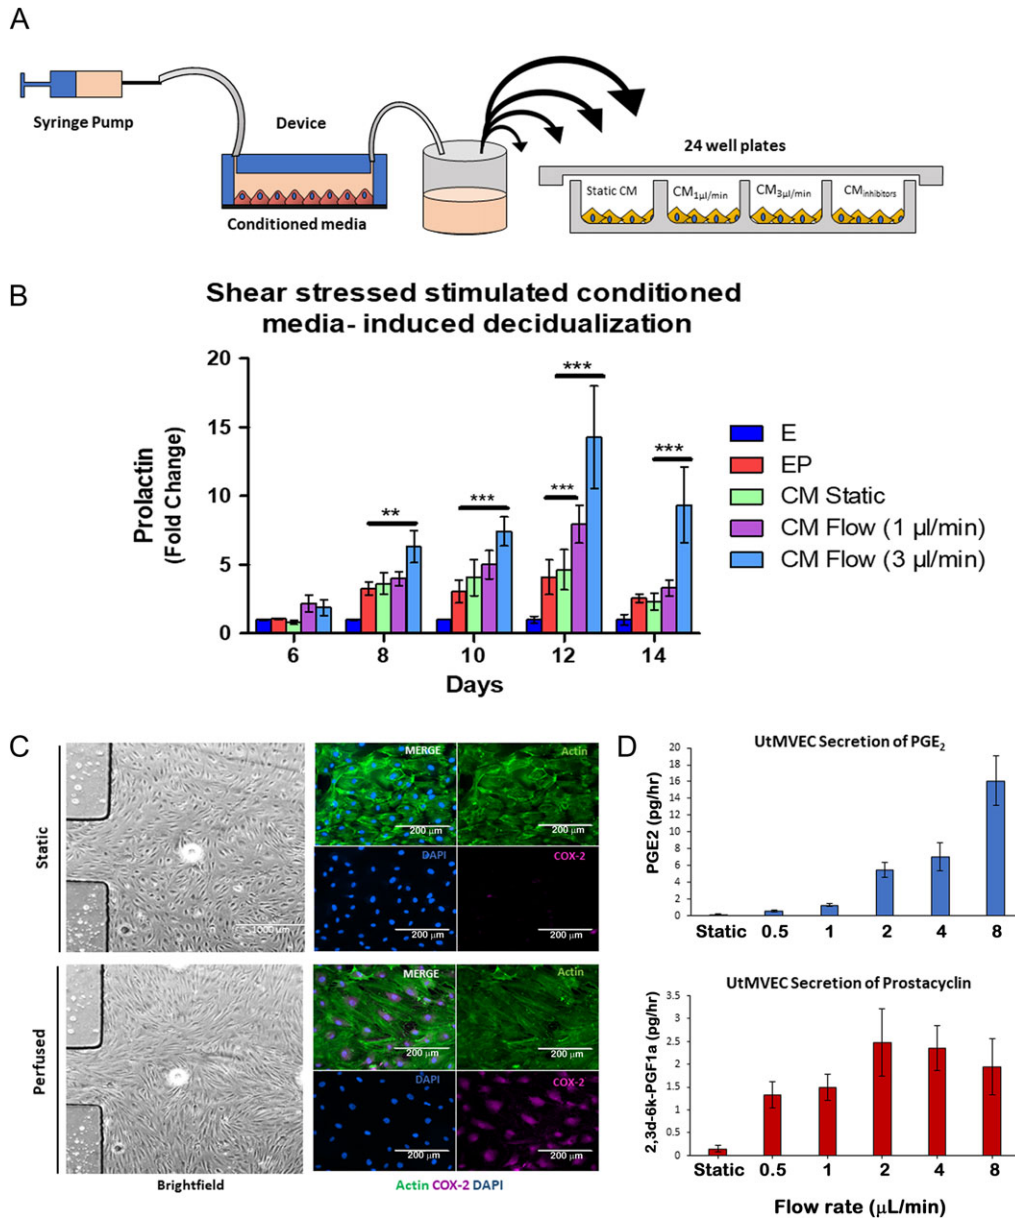 A
Syringe Pump
Device
Conditioned media
24 well plates
Static CM
CM1µl/min
CM3µl/min
CMinhibitors
B
Shear stressed stimulated conditioned
media- induced decidualization
Prolactin
(Fold Change)
20
15
10
5
0
**
***
***
***
***
6
8
10
12
14
Days
E
EP
CM Static
CM Flow (1 µl/min)
CM Flow (3 µl/min)
C
Static
1000 µm
MERGE
200 µm
Actin
200 µm
DAPI
200 µm
COX-2
200 µm
Perfused
MERGE
200 µm
Actin
200 µm
DAPI
200 µm
COX-2
200 µm
Brightfield
Actin COX-2 DAPI
D
UtMVEC Secretion of PGE2
PGE2 (pg/hr)
20
18
16
14
12
10
8
6
4
2
0
Static
0.5
1
2
4
8
UtMVEC Secretion of Prostacyclin
2,3d-6k-PGF1a (pg/hr)
3.5
3
2.5
2
1.5
1
0.5
0
Static
0.5
1
2
4
8
Flow rate (µL/min)